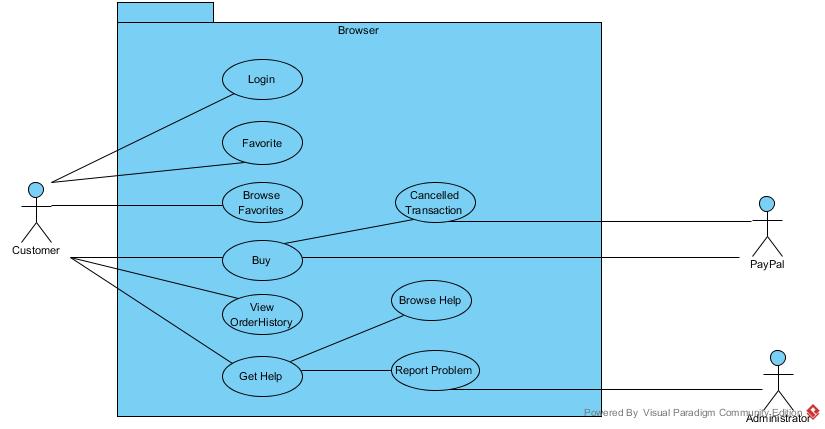 Browser
Login
Favorite
Browse
Favorites
Cancelled
Transaction
Customer
Buy
PayPal
View
OrderHistory
Browse Help
Get Help
Report Problem
Powered By Visual Paradigm Community Edition
Administrator